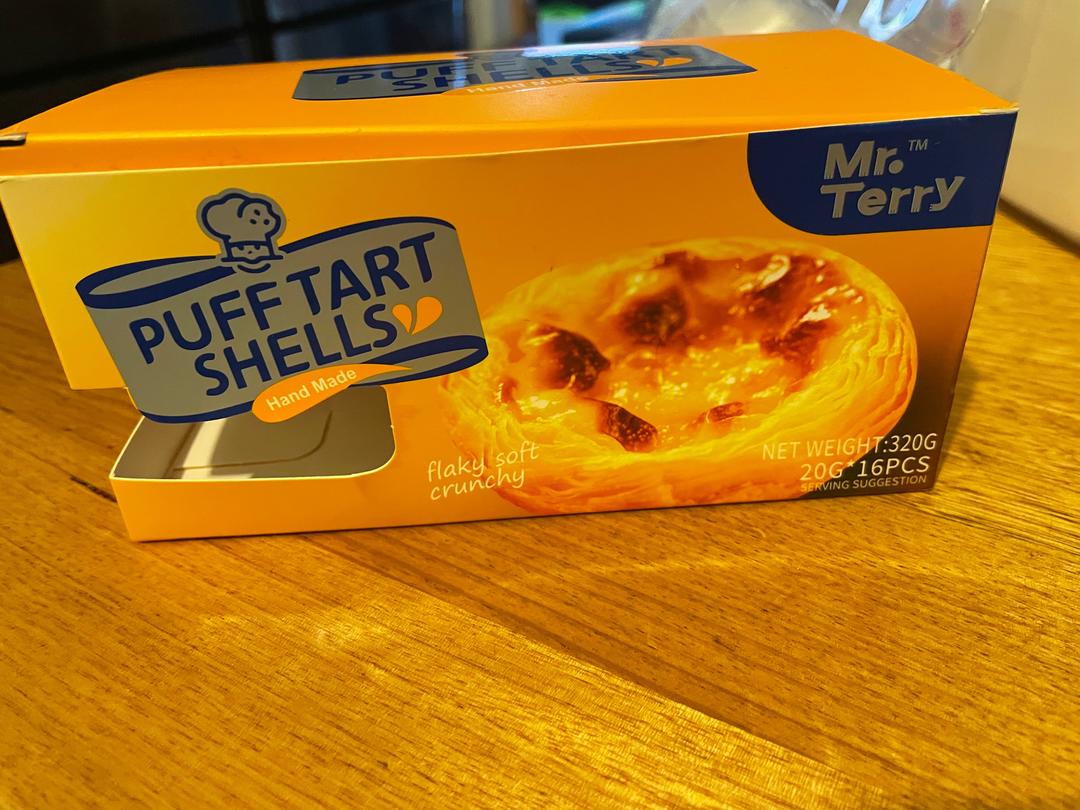 PUFF TART
SHELLS
Hand Made
Mr.™
Terry
PUFF TART
SHELLS
Hand Made
flaky soft
crunchy
NET WEIGHT:320G
20G*16PCS
SERVING SUGGESTION